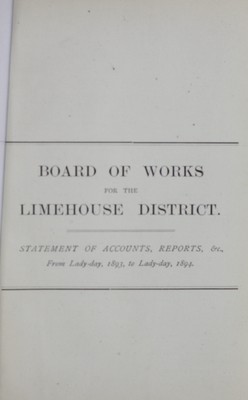 BOARD OF WORKS
FOR THE
LIMEHOUSE DISTRICT.
STATEMENT OF ACCOUNTS, REPORTS, &c.,
From Lady-day, 1893, to Lady-day, 1894.